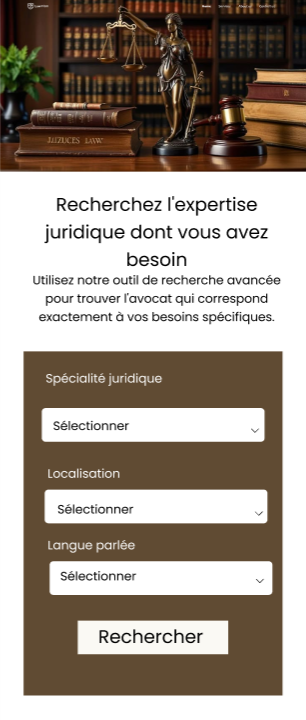 Recherchez l'expertise
juridique dont vous avez
besoin
Utilisez notre outil de recherche avancée
pour trouver l'avocat qui correspond
exactement à vos besoins spécifiques.
Spécialité juridique
Sélectionner
Localisation
Sélectionner
Langue parlée
Sélectionner
Rechercher